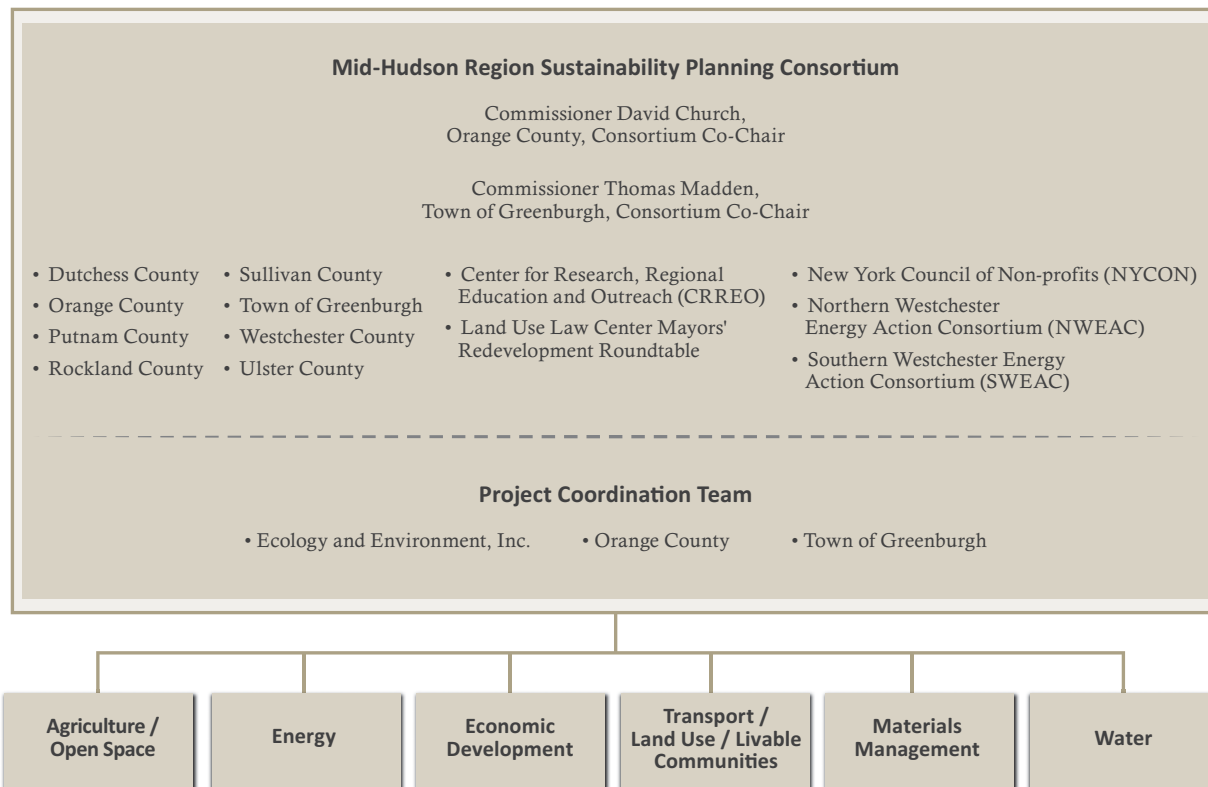 Mid-Hudson Region Sustainability Planning Consortium
Commissioner David Church,
Orange County, Consortium Co-Chair
Commissioner Thomas Madden,
Town of Greenburgh, Consortium Co-Chair
• Dutchess County
• Orange County
• Putnam County
• Rockland County
• Sullivan County
• Town of Greenburgh
• Westchester County
• Ulster County
• Center for Research, Regional
Education and Outreach (CRREO)
• Land Use Law Center Mayors'
Redevelopment Roundtable
• New York Council of Non-profits (NYCON)
• Northern Westchester
Energy Action Consortium (NWEAC)
• Southern Westchester Energy
Action Consortium (SWEAC)
Project Coordination Team
• Ecology and Environment, Inc.
• Orange County
• Town of Greenburgh
Agriculture /
Open Space
Energy
Economic
Development
Transport /
Land Use / Livable
Communities
Materials
Management
Water